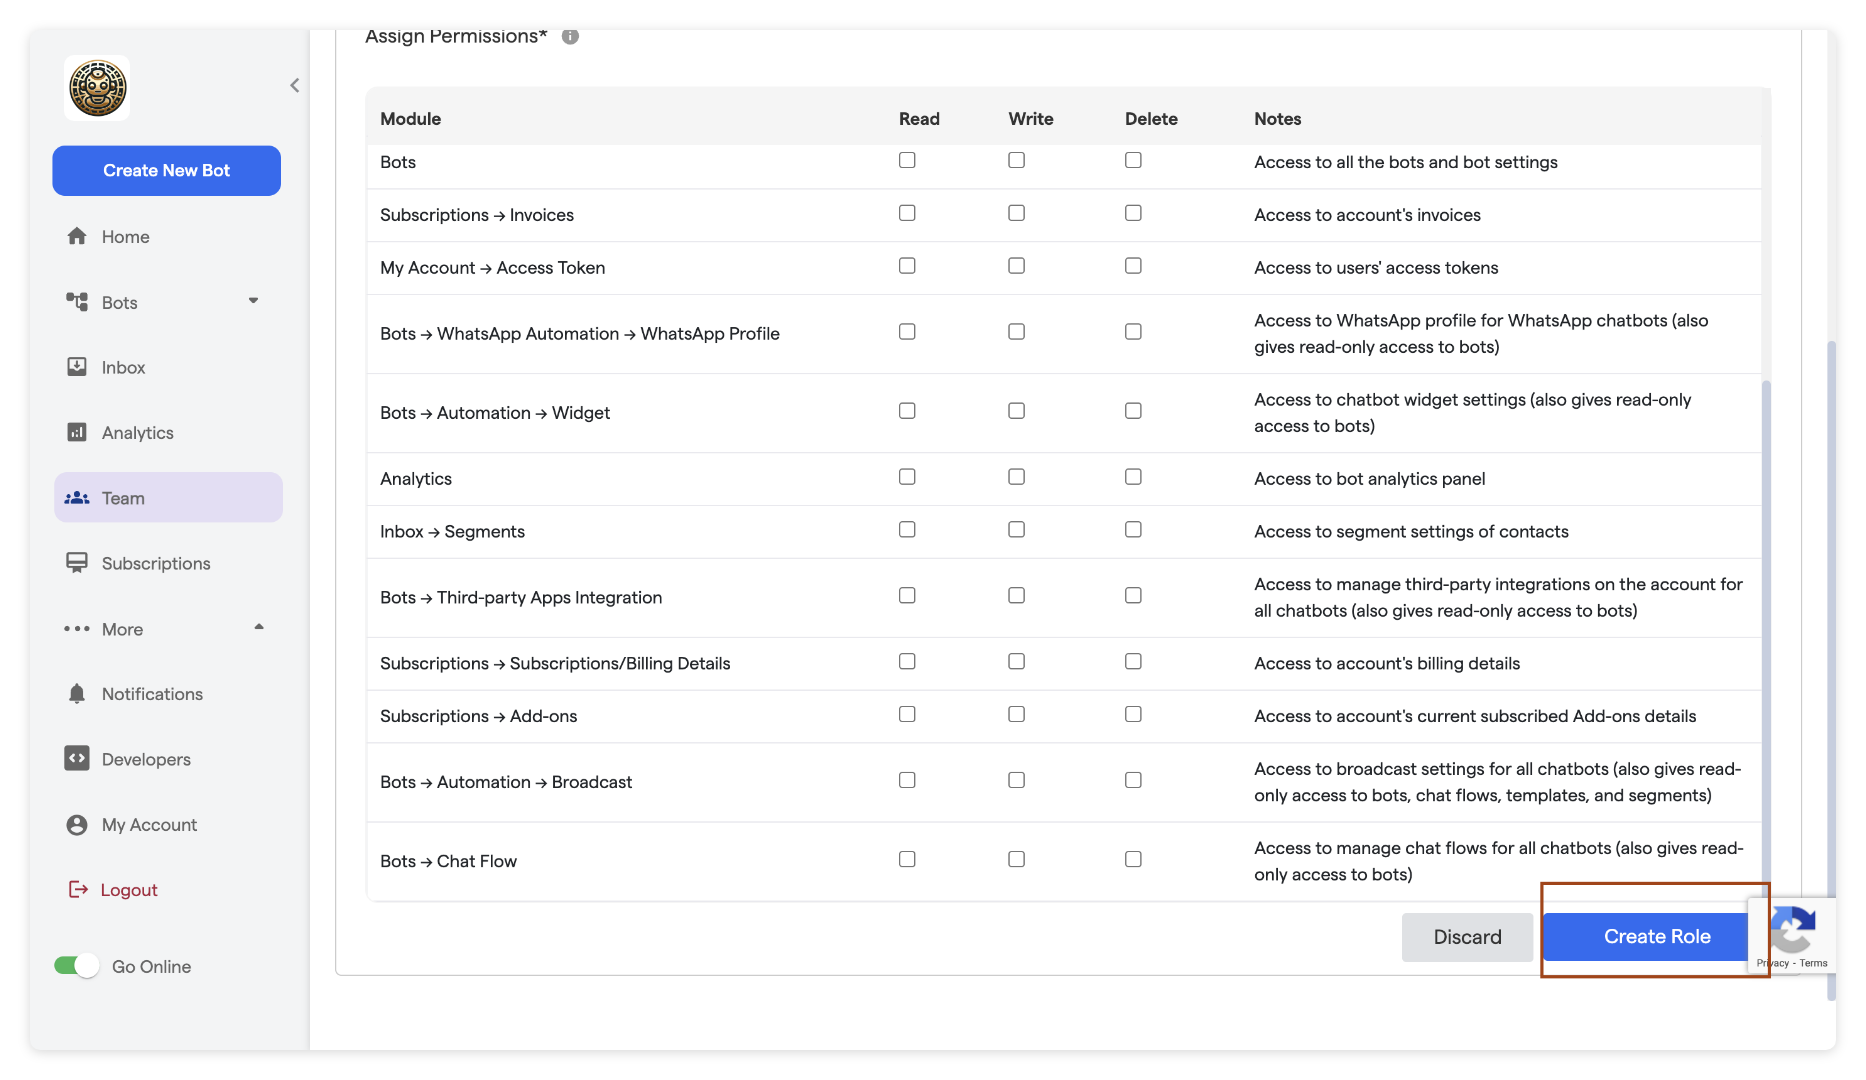 Assign Permissions*
Create New Bot
Home
Bots
Inbox
Analytics
Team
Subscriptions
More
Notifications
Developers
My Account
Logout
Go Online
Module Read Write Delete Notes
Bots Access to all the bots and bot settings
Subscriptions → Invoices Access to account's invoices
My Account → Access Token Access to users' access tokens
Bots → WhatsApp Automation → WhatsApp Profile Access to WhatsApp profile for WhatsApp chatbots (also
gives read-only access to bots)
Bots → Automation → Widget Access to chatbot widget settings (also gives read-only
access to bots)
Analytics Access to bot analytics panel
Inbox → Segments Access to segment settings of contacts
Bots → Third-party Apps Integration Access to manage third-party integrations on the account for
all chatbots (also gives read-only access to bots)
Subscriptions → Subscriptions/Billing Details Access to account's billing details
Subscriptions → Add-ons Access to account's current subscribed Add-ons details
Bots → Automation → Broadcast Access to broadcast settings for all chatbots (also gives read-
only access to bots, chat flows, templates, and segments)
Bots → Chat Flow Access to manage chat flows for all chatbots (also gives read-
only access to bots)
Discard Create Role
Privacy - Terms